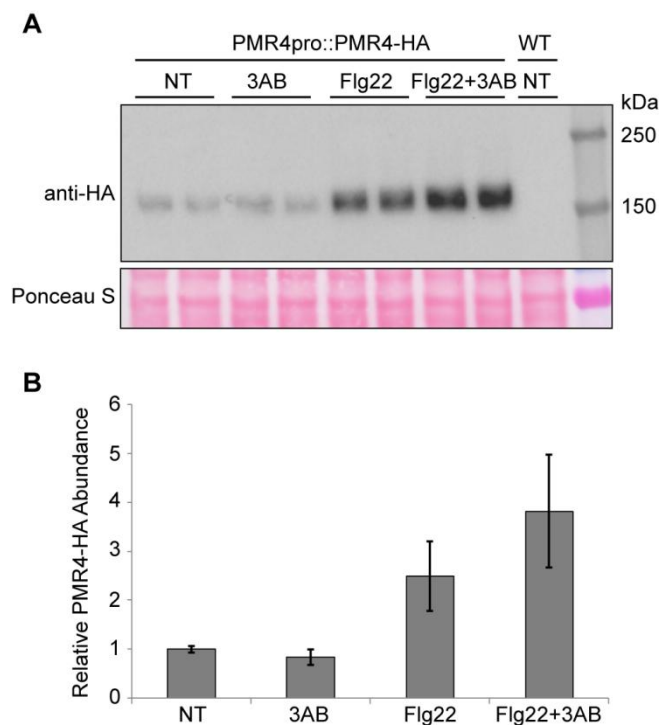 A
PMR4pro::PMR4-HA WT
NT 3AB Flg22 Flg22+3AB NT
kDa
250
anti-HA
150
Ponceau S
B
Relative PMR4-HA Abundance
6
5
4
3
2
1
0
NT 3AB Flg22 Flg22+3AB